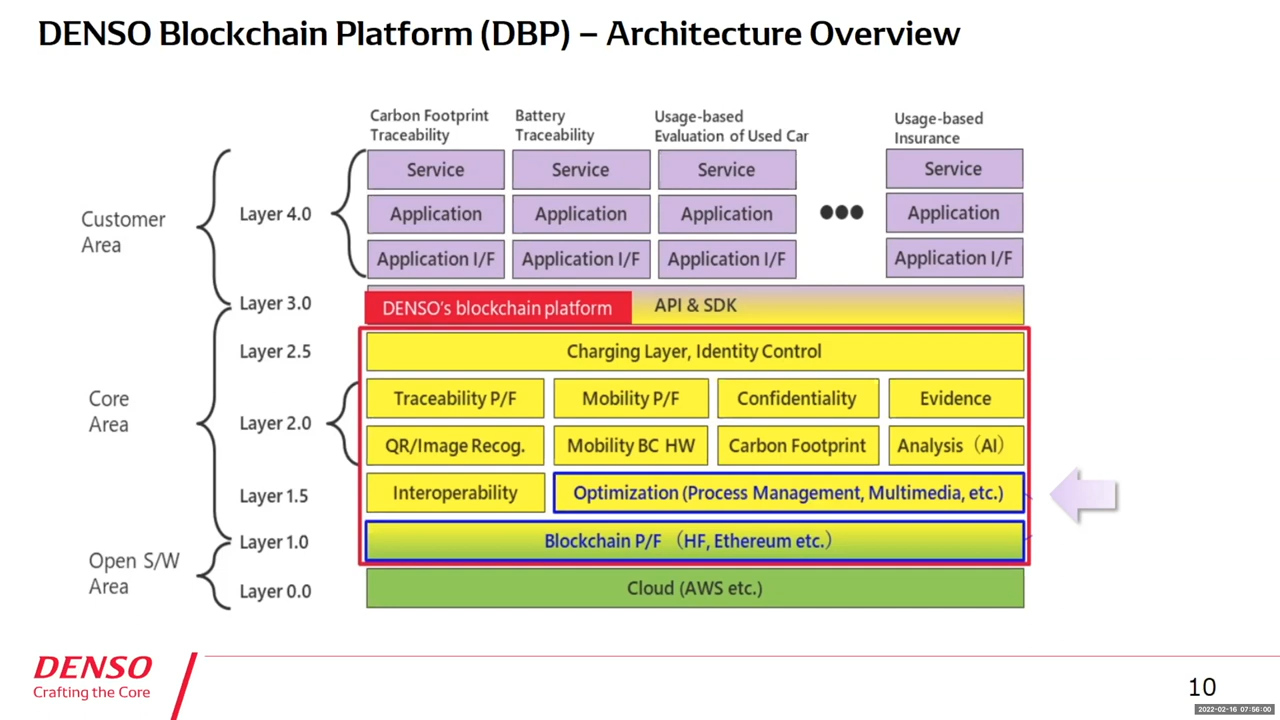 DENSO Blockchain Platform (DBP) – Architecture Overview
Carbon Footprint
Traceability
Battery
Traceability
Usage-based
Evaluation of Used Car
Usage-based
Insurance
Service
Service
Service
Service
Customer
Area
Layer 4.0
Application
Application
Application
●●●
Application
Application I/F
Application I/F
Application I/F
Application I/F
Layer 3.0
DENSO's blockchain platform
API & SDK
Layer 2.5
Charging Layer, Identity Control
Core
Area
Layer 2.0
Traceability P/F
Mobility P/F
Confidentiality
Evidence
QR/Image Recog.
Mobility BC HW
Carbon Footprint
Analysis（AI）
Layer 1.5
Interoperability
Optimization (Process Management, Multimedia, etc.)
Layer 1.0
Blockchain P/F （HF, Ethereum etc.）
Open S/W
Area
Layer 0.0
Cloud (AWS etc.)
DENSO
Crafting the Core
10
2022-02-16 07:56:00